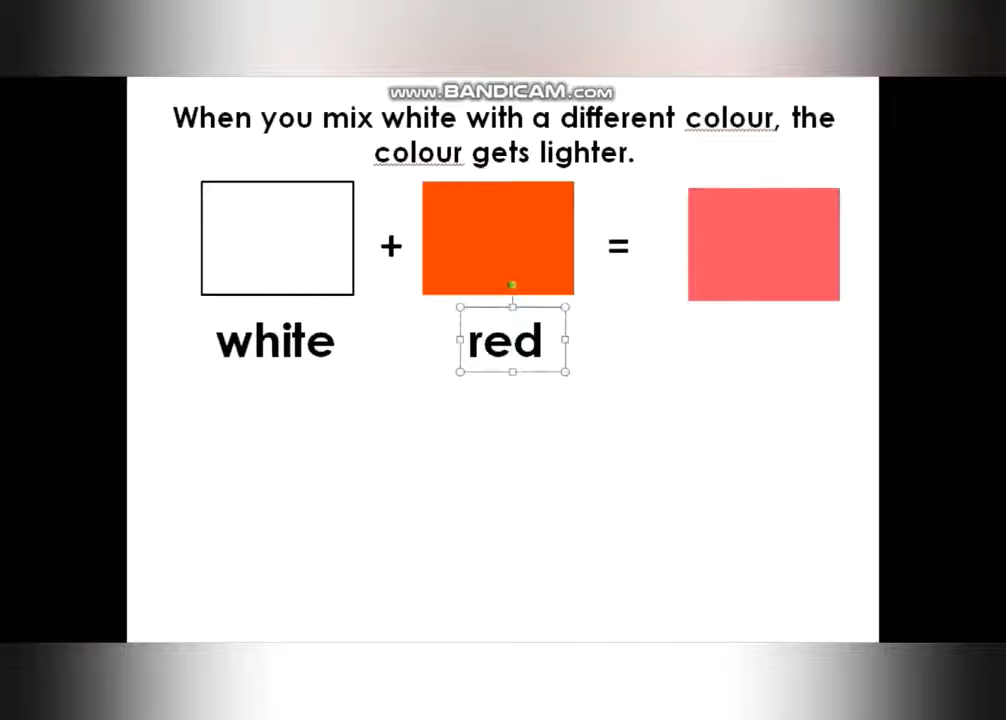 www.BANDICAM.com
When you mix white with a different colour, the
colour gets lighter.
+ =
white red